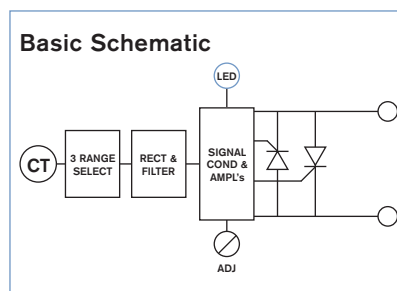 Basic Schematic
LED
CT
3 RANGE
SELECT
RECT &
FILTER
SIGNAL
COND &
AMPL's
ADJ